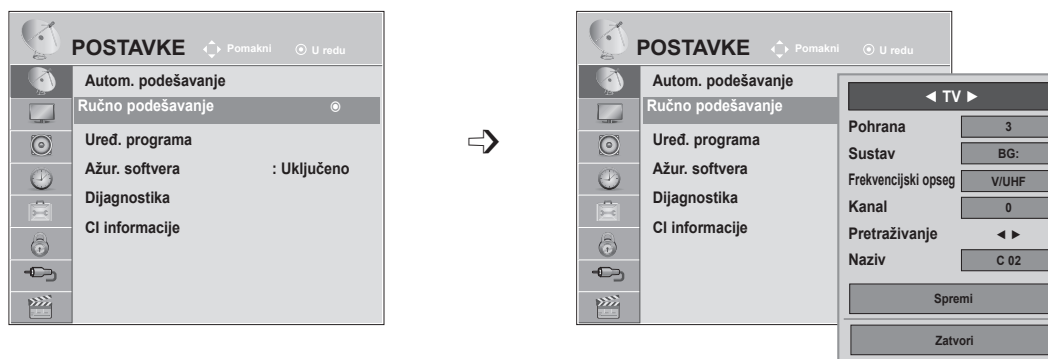 POSTAVKE Pomakni U redu
Autom. podešavanje
Ručno podešavanje
Uređ. programa
Ažur. softvera : Uključeno
Dijagnostika
CI informacije
POSTAVKE Pomakni U redu
Autom. podešavanje
Ručno podešavanje
Uređ. programa
Ažur. softvera
Dijagnostika
CI informacije
◄ TV ►
Pohrana 3
Sustav BG:
Frekvencijski opseg V/UHF
Kanal 0
Pretraživanje ◄ ►
Naziv C 02
Spremi
Zatvori